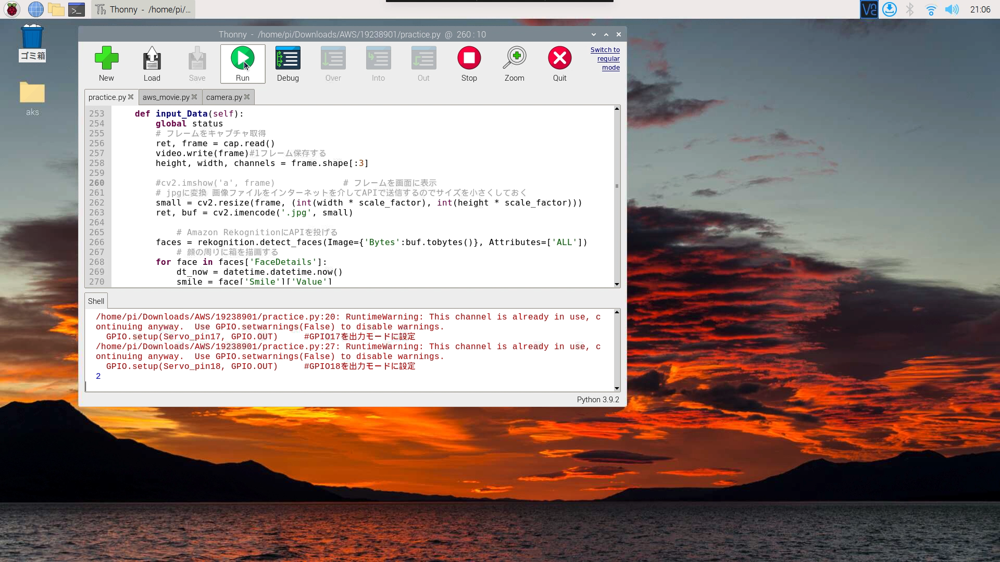 Thonny - /home/pi/...
21:06
ゴミ箱
aks
Thonny - /home/pi/Downloads/AWS/19238901/practice.py @ 260 : 10
New
Load
Save
Run
Debug
Over
Into
Out
Stop
Zoom
Quit
Switch to
regular
mode
practice.py
aws_movie.py
camera.py
253 def input_Data(self):
254 global status
255 # フレームをキャプチャ取得
256 ret, frame = cap.read()
257 video.write(frame)#1フレーム保存する
258 height, width, channels = frame.shape[:3]
259
260 #cv2.imshow('a', frame) # フレームを画面に表示
261 # jpgに変換 画像ファイルをインターネットを介してAPIで送信するのでサイズを小さくしておく
262 small = cv2.resize(frame, (int(width * scale_factor), int(height * scale_factor)))
263 ret, buf = cv2.imencode('.jpg', small)
264
265 # Amazon RekognitionにAPIを投げる
266 faces = rekognition.detect_faces(Image={'Bytes':buf.tobytes()}, Attributes=['ALL'])
267 # 顔の周りに箱を描画する
268 for face in faces['FaceDetails']:
269 dt_now = datetime.datetime.now()
270 smile = face['Smile']['Value']
Shell
/home/pi/Downloads/AWS/19238901/practice.py:20: RuntimeWarning: This channel is already in use, c
ontinuing anyway.  Use GPIO.setwarnings(False) to disable warnings.
GPIO.setup(Servo_pin17, GPIO.OUT) #GPIO17を出力モードに設定
/home/pi/Downloads/AWS/19238901/practice.py:27: RuntimeWarning: This channel is already in use, c
ontinuing anyway.  Use GPIO.setwarnings(False) to disable warnings.
GPIO.setup(Servo_pin18, GPIO.OUT) #GPIO18を出力モードに設定
2
Python 3.9.2